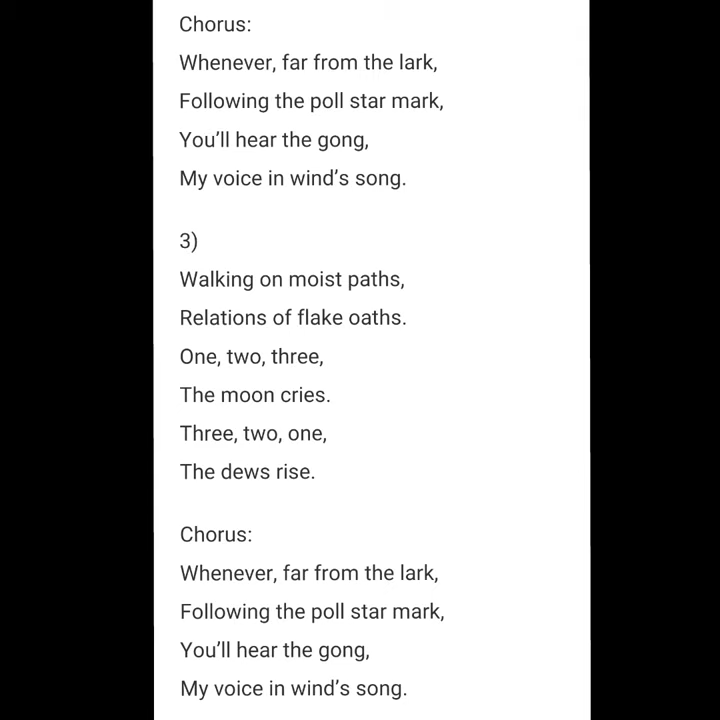 Chorus:
Whenever, far from the lark,
Following the poll star mark,
You’ll hear the gong,
My voice in wind’s song.
3)
Walking on moist paths,
Relations of flake oaths.
One, two, three,
The moon cries.
Three, two, one,
The dews rise.
Chorus:
Whenever, far from the lark,
Following the poll star mark,
You’ll hear the gong,
My voice in wind’s song.